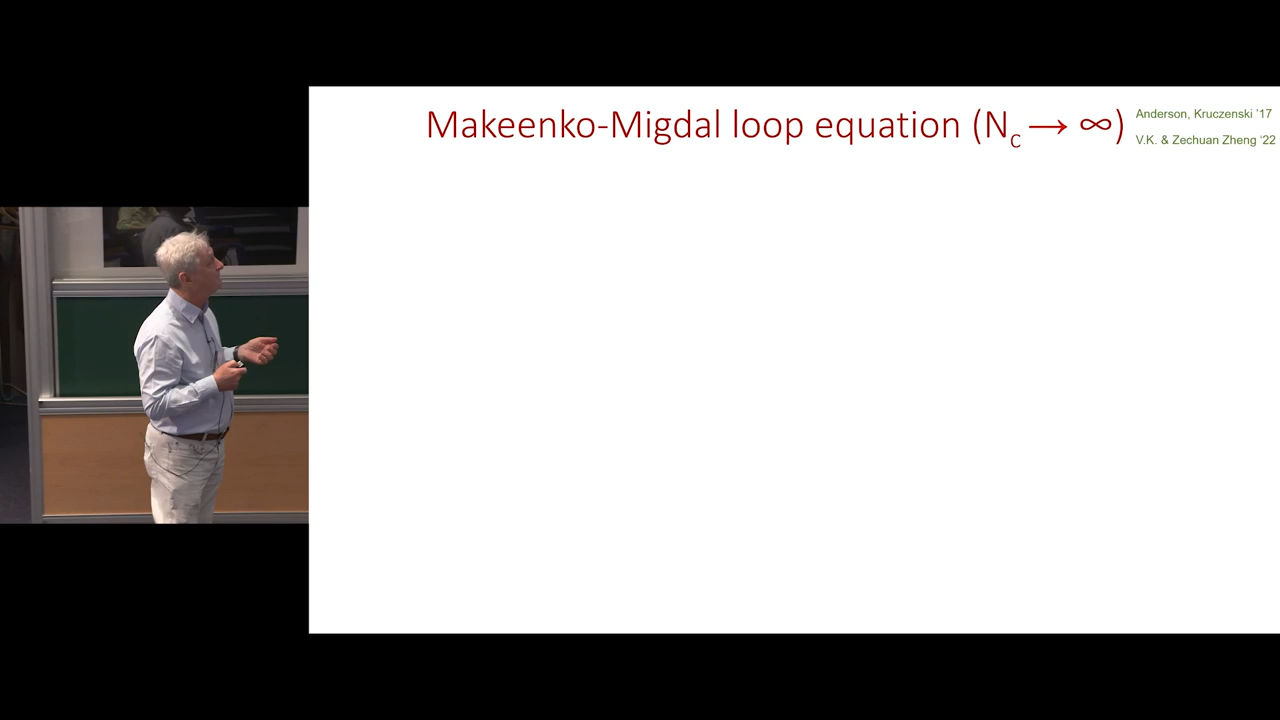 Makeenko-Migdal loop equation (N_c → ∞)
Anderson, Kruczenski '17
V.K. & Zechuan Zheng '22